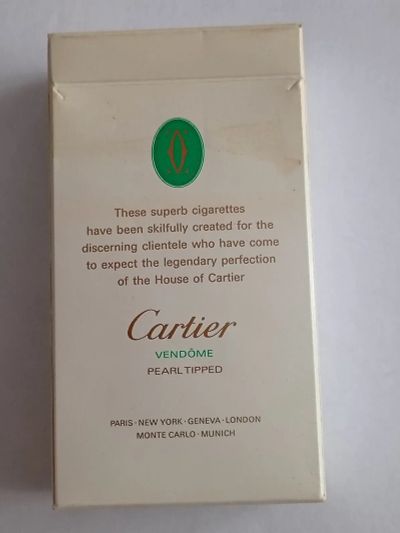 These superb cigarettes
have been skilfully created for the
discerning clientele who have come
to expect the legendary perfection
of the House of Cartier
Cartier
VENDÔME
PEARL TIPPED
PARIS · NEW YORK · GENEVA · LONDON
MONTE CARLO · MUNICH